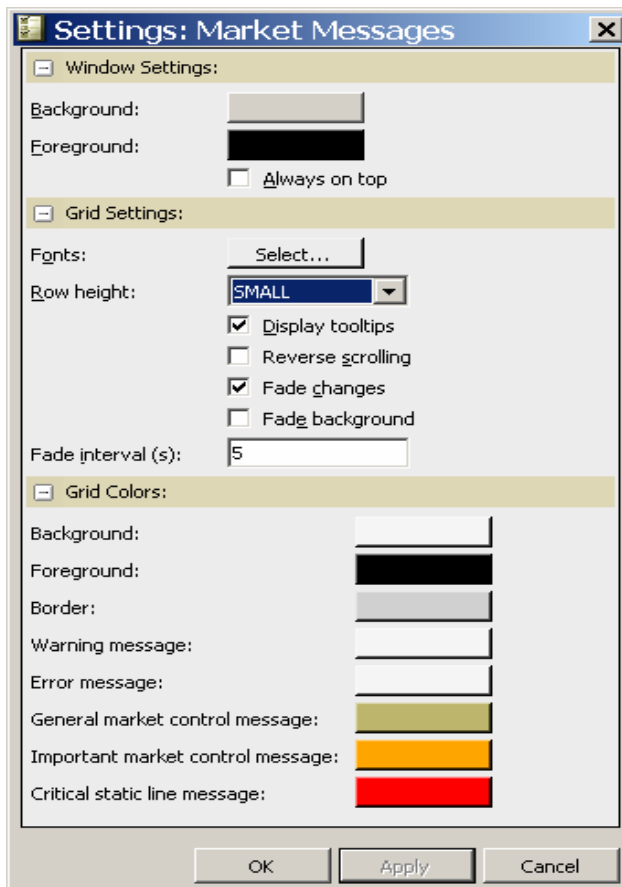 Settings: Market Messages
Window Settings:
Background:
Foreground:
Always on top
Grid Settings:
Fonts: Select...
Row height: SMALL
Display tooltips
Reverse scrolling
Fade changes
Fade background
Fade interval (s): 5
Grid Colors:
Background:
Foreground:
Border:
Warning message:
Error message:
General market control message:
Important market control message:
Critical static line message:
OK Apply Cancel